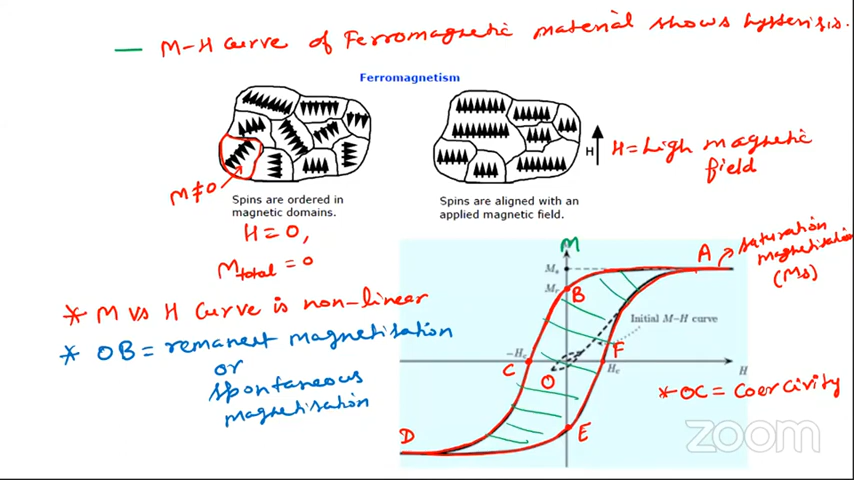 — M-H curve of Ferromagnetic material shows hysterisis.
Ferromagnetism
M≠0
Spins are ordered in
magnetic domains.
H = 0,
Mtotal = 0
H
H = High magnetic
field
Spins are aligned with an
applied magnetic field.
* M vs H curve is non-linear
* OB = remanent magnetisation
or
spontaneous
magnetisation
M
A
saturation
magnetisation
(Ms)
Ms
Mr
B
Initial M–H curve
−Hc
F
C
O
Hc
H
* OC = Coercivity
D
E
zoom